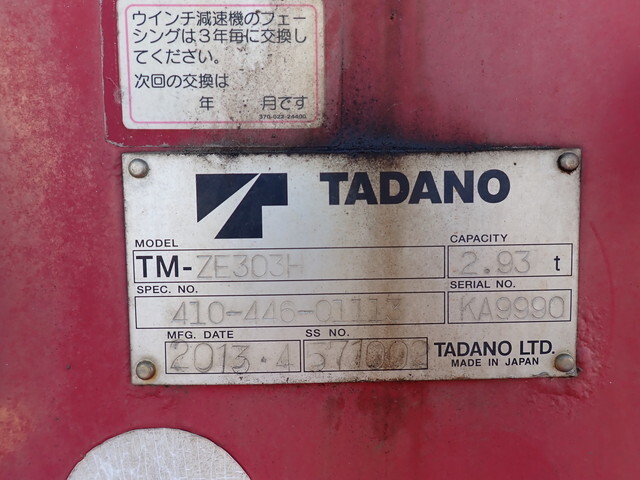 ウインチ減速機のフェー
シングは3年毎に交換し
てください。
次回の交換は
年 月です
370-022-24400
TADANO
MODEL CAPACITY
TM-ZE303H 2.93 t
SPEC. NO. SERIAL NO.
410-446-01113 KA9990
MFG. DATE SS NO.
2013.4 TADANO LTD.
MADE IN JAPAN